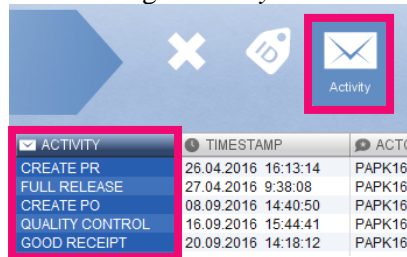 ID
Activity
ACTIVITY TIMESTAMP
CREATE PR 26.04.2016 16:13:14 PAPK16
FULL RELEASE 27.04.2016 9:38:08 PAPK16
CREATE PO 08.09.2016 14:40:50 PAPK16
QUALITY CONTROL 16.09.2016 15:44:41 PAPK16
GOOD RECEIPT 20.09.2016 14:18:12 PAPK16